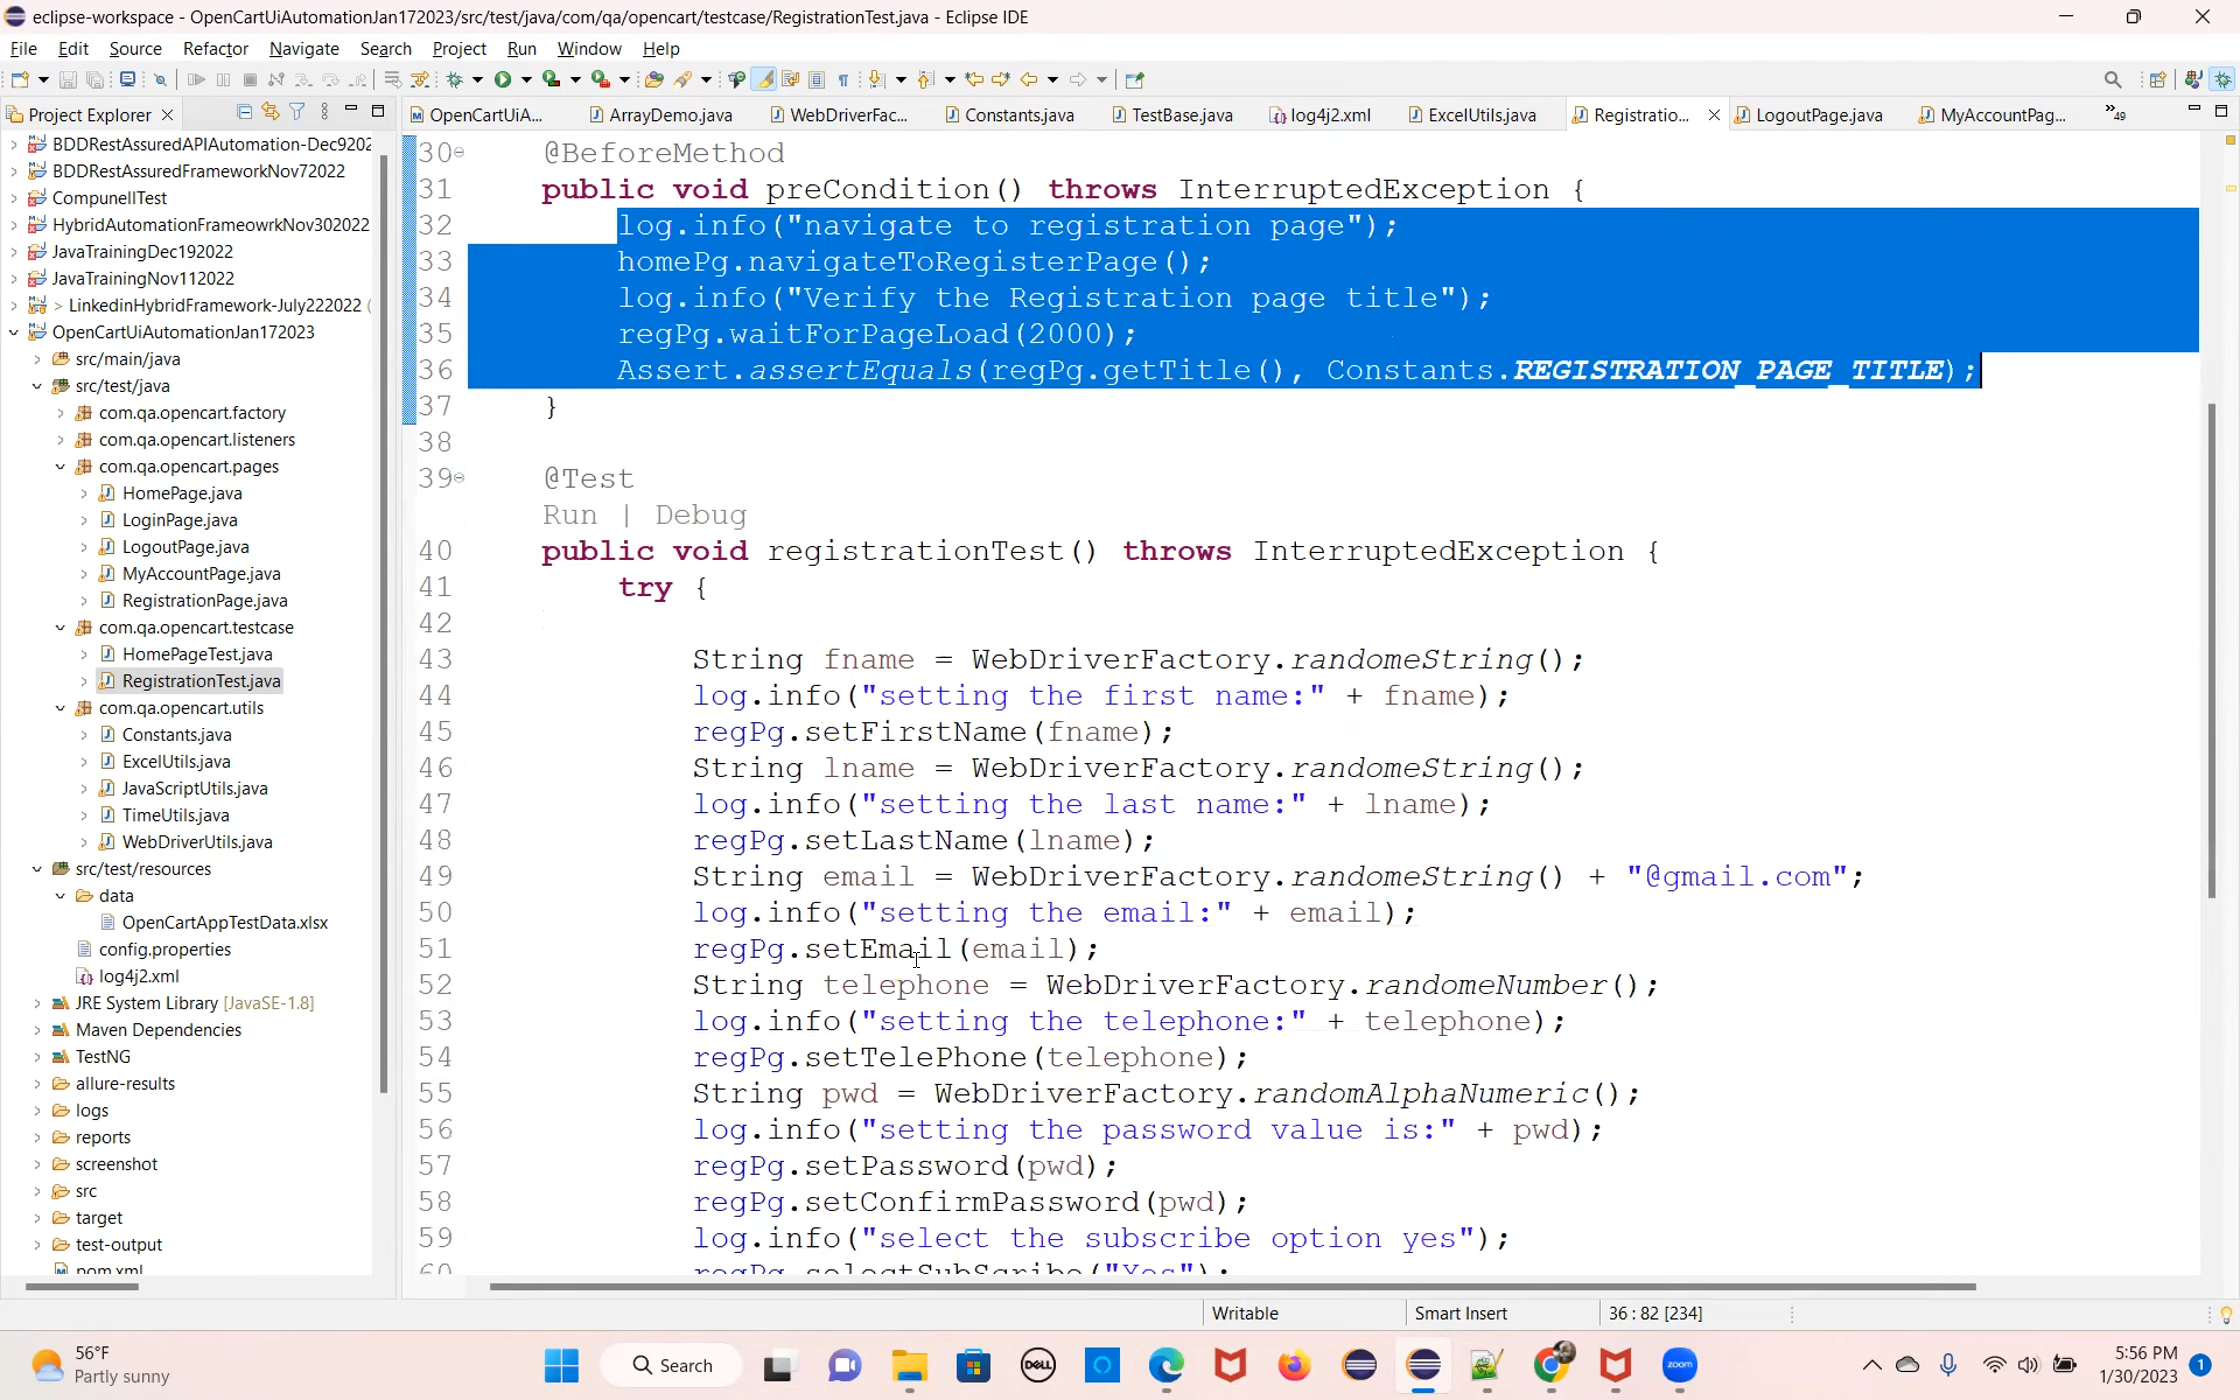 eclipse-workspace - OpenCartUiAutomationJan172023/src/test/java/com/qa/opencart/testcase/RegistrationTest.java - Eclipse IDE
File Edit Source Refactor Navigate Search Project Run Window Help
Project Explorer
OpenCartUiA... ArrayDemo.java WebDriverFac... Constants.java TestBase.java log4j2.xml ExcelUtils.java Registratio... LogoutPage.java MyAccountPag... »49
BDDRestAssuredAPIAutomation-Dec9202
BDDRestAssuredFrameworkNov72022
CompunellTest
HybridAutomationFrameowrkNov302022
JavaTrainingDec192022
JavaTrainingNov112022
> LinkedinHybridFramework-July222022 (
OpenCartUiAutomationJan172023
src/main/java
src/test/java
com.qa.opencart.factory
com.qa.opencart.listeners
com.qa.opencart.pages
HomePage.java
LoginPage.java
LogoutPage.java
MyAccountPage.java
RegistrationPage.java
com.qa.opencart.testcase
HomePageTest.java
RegistrationTest.java
com.qa.opencart.utils
Constants.java
ExcelUtils.java
JavaScriptUtils.java
TimeUtils.java
WebDriverUtils.java
src/test/resources
data
OpenCartAppTestData.xlsx
config.properties
log4j2.xml
JRE System Library [JavaSE-1.8]
Maven Dependencies
TestNG
allure-results
logs
reports
screenshot
src
target
test-output
pom.xml
30 @BeforeMethod
31 public void preCondition() throws InterruptedException {
32 log.info("navigate to registration page");
33 homePg.navigateToRegisterPage();
34 log.info("Verify the Registration page title");
35 regPg.waitForPageLoad(2000);
36 Assert.assertEquals(regPg.getTitle(), Constants.REGISTRATION_PAGE_TITLE);
37 }
38
39 @Test
Run | Debug
40 public void registrationTest() throws InterruptedException {
41 try {
42
43 String fname = WebDriverFactory.randomeString();
44 log.info("setting the first name:" + fname);
45 regPg.setFirstName(fname);
46 String lname = WebDriverFactory.randomeString();
47 log.info("setting the last name:" + lname);
48 regPg.setLastName(lname);
49 String email = WebDriverFactory.randomeString() + "@gmail.com";
50 log.info("setting the email:" + email);
51 regPg.setEmail(email);
52 String telephone = WebDriverFactory.randomeNumber();
53 log.info("setting the telephone:" + telephone);
54 regPg.setTelePhone(telephone);
55 String pwd = WebDriverFactory.randomAlphaNumeric();
56 log.info("setting the password value is:" + pwd);
57 regPg.setPassword(pwd);
58 regPg.setConfirmPassword(pwd);
59 log.info("select the subscribe option yes");
60 regPg.selectSubScribe("Yes");
Writable Smart Insert 36 : 82 [234]
56°F
Partly sunny
Search
DELL
zoom
5:56 PM
1/30/2023
1